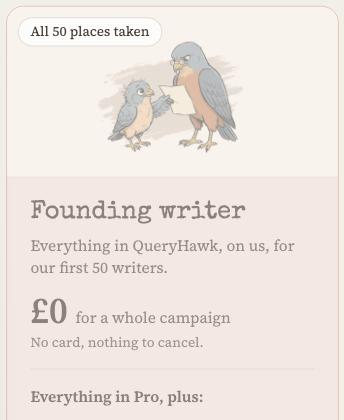 All 50 places taken
Founding writer
Everything in QueryHawk, on us, for
our first 50 writers.
£0 for a whole campaign
No card, nothing to cancel.
Everything in Pro, plus: